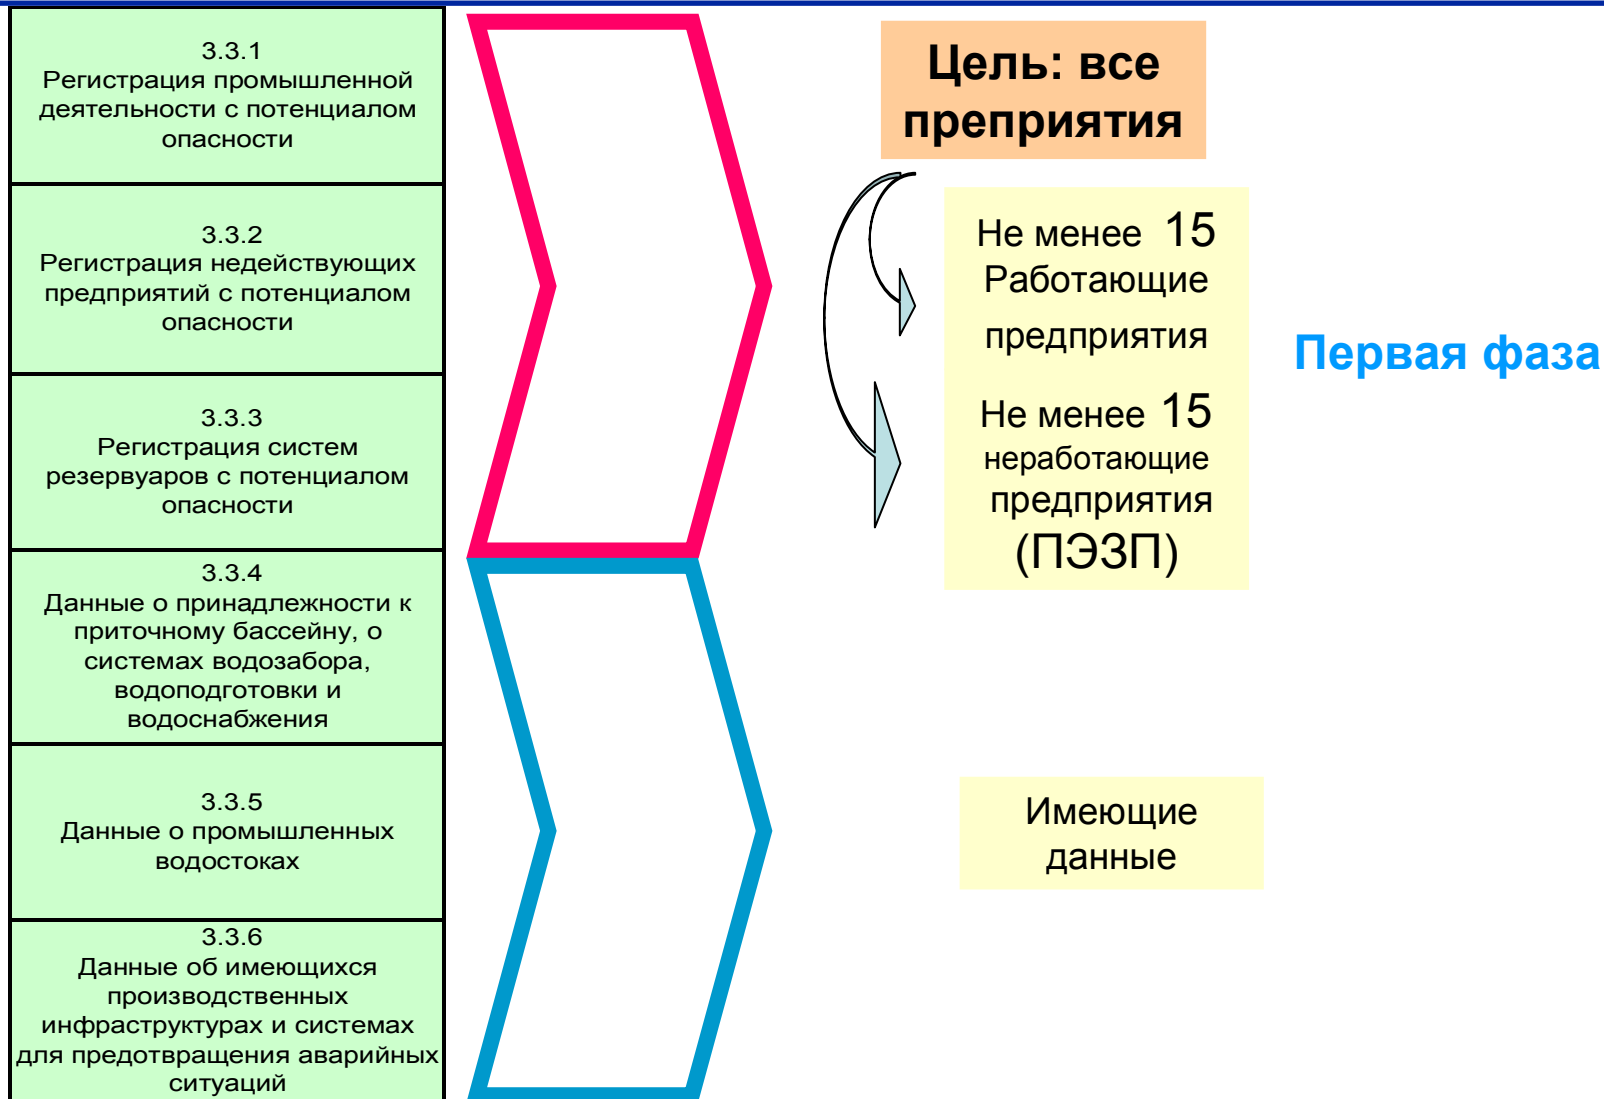 3.3.1
Регистрация промышленной
деятельности с потенциалом
опасности
3.3.2
Регистрация недействующих
предприятий с потенциалом
опасности
3.3.3
Регистрация систем
резервуаров с потенциалом
опасности
3.3.4
Данные о принадлежности к
приточному бассейну, о
системах водозабора,
водоподготовки и
водоснабжения
3.3.5
Данные о промышленных
водостоках
3.3.6
Данные об имеющихся
производственных
инфраструктурах и системах
для предотвращения аварийных
ситуаций
Цель: все
преприятия
Не менее 15
Работающие
предприятия
Не менее 15
неработающие
предприятия
(ПЭЗП)
Первая фаза
Имеющие
данные